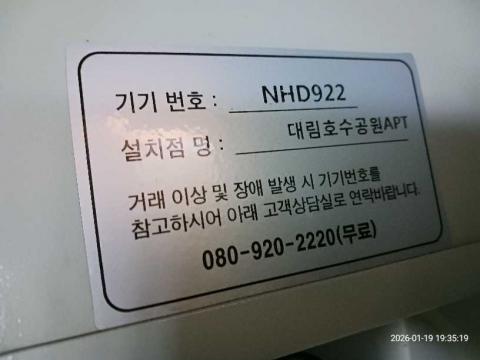 기기 번호 : NHD922
설치점 명 : 대림호수공원APT
거래 이상 및 장애 발생 시 기기번호를
참고하시어 아래 고객상담실로 연락바랍니다.
080-920-2220(무료)
2026-01-19 19:35:19